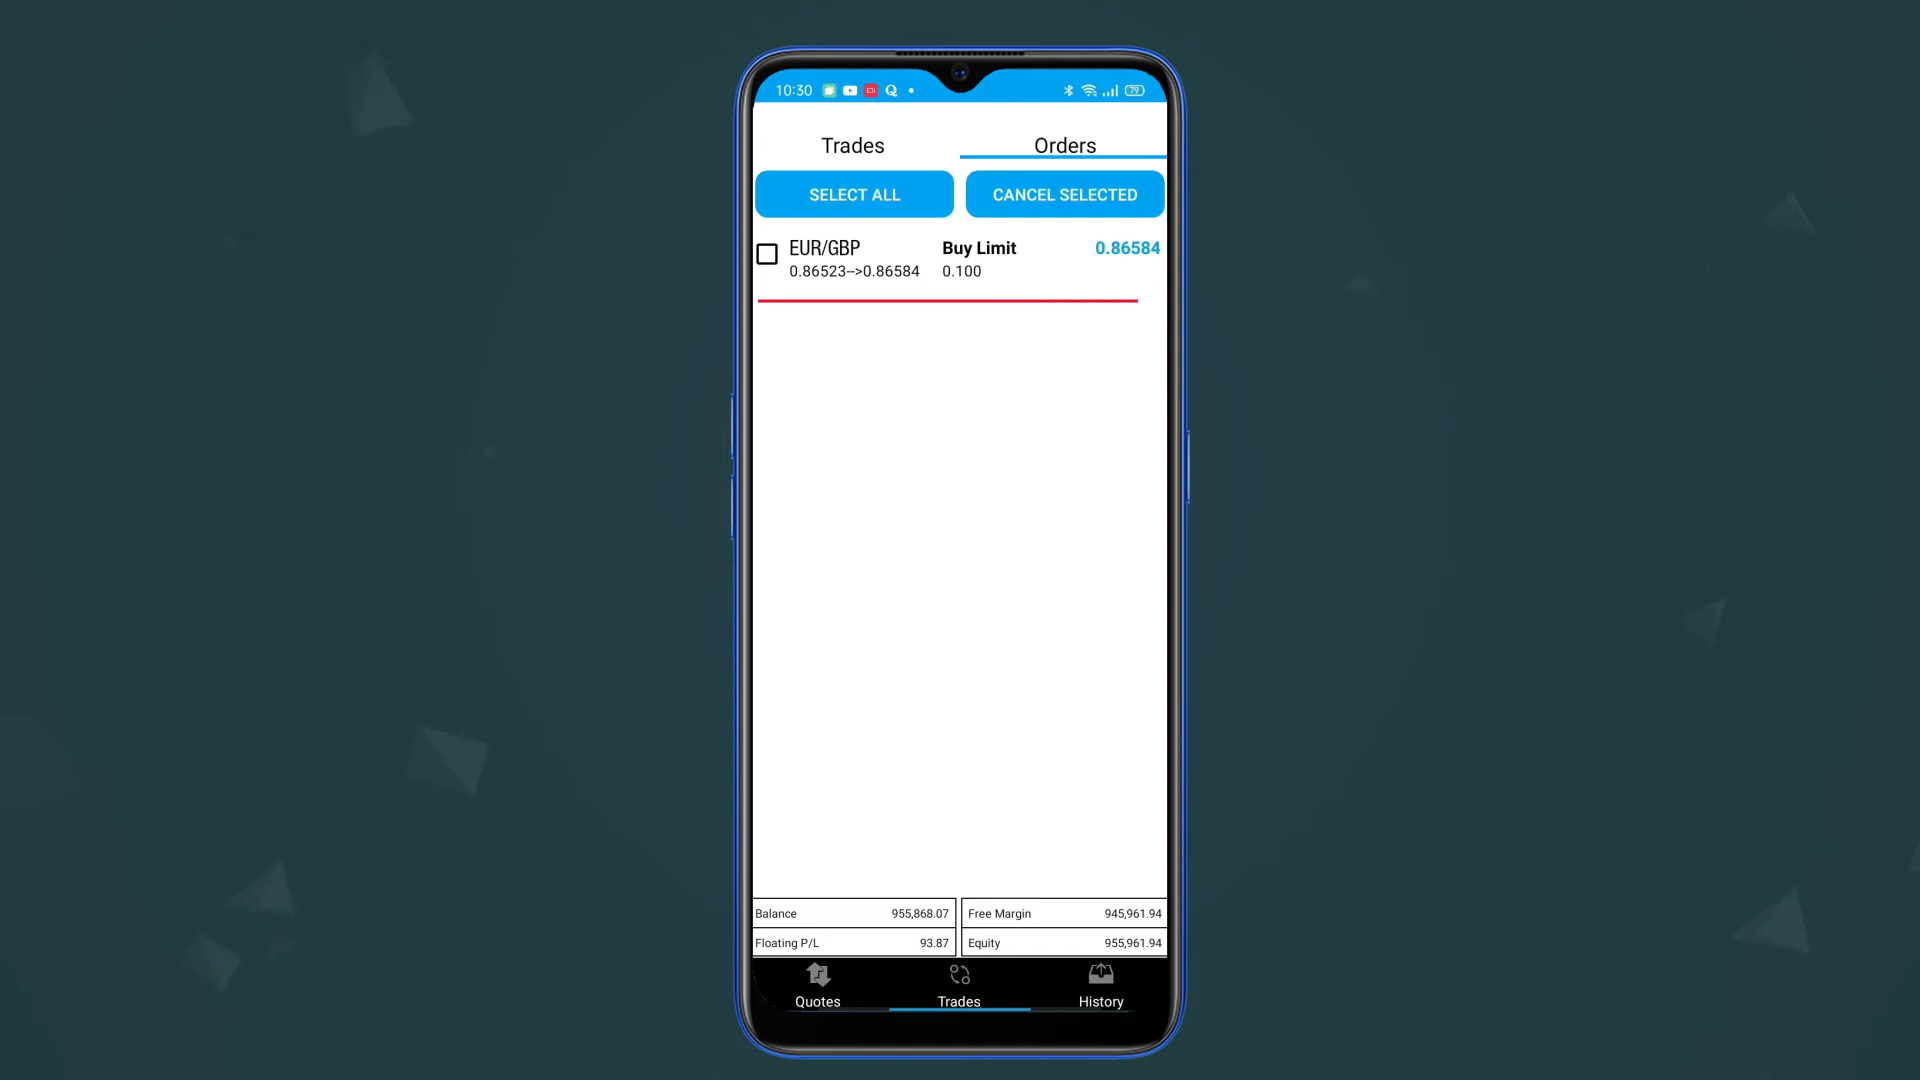 10:30
79
Trades Orders
SELECT ALL CANCEL SELECTED
EUR/GBP Buy Limit 0.86584
0.86523-->0.86584 0.100
Balance 955,868.07 Free Margin 945,961.94
Floating P/L 93.87 Equity 955,961.94
Quotes Trades History